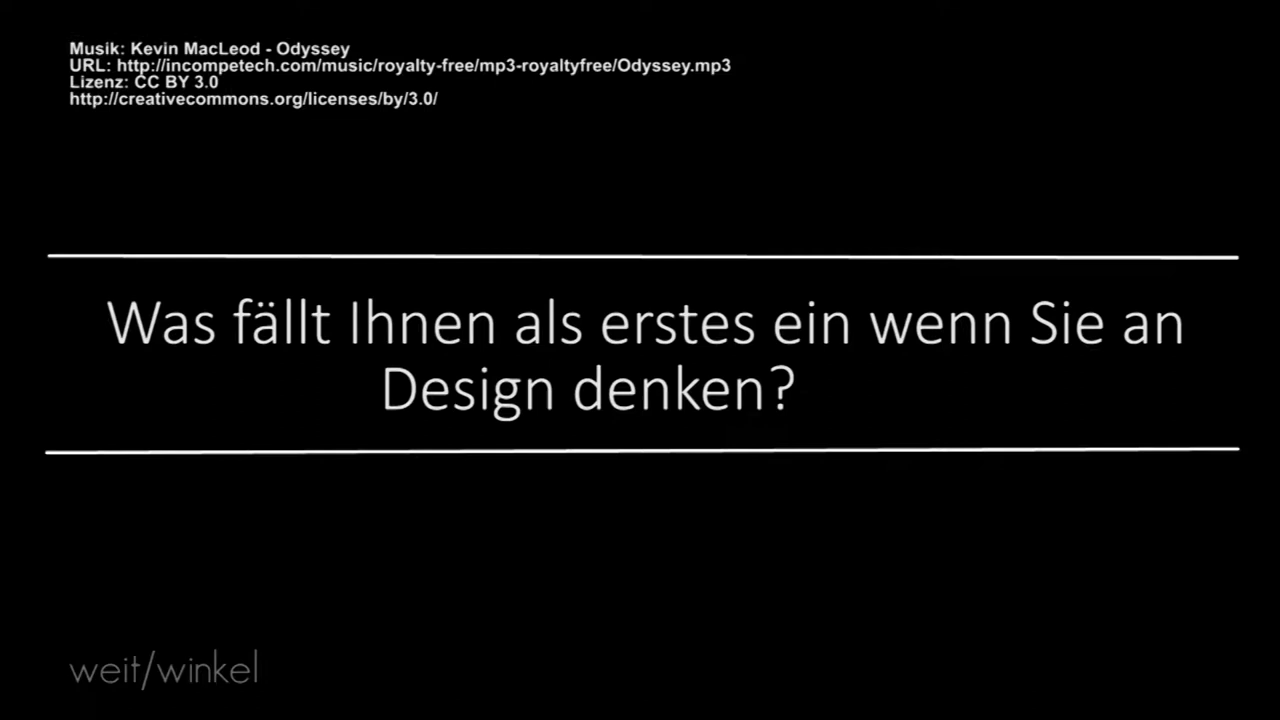 Musik: Kevin MacLeod - Odyssey
URL: http://incompetech.com/music/royalty-free/mp3-royaltyfree/Odyssey.mp3
Lizenz: CC BY 3.0
http://creativecommons.org/licenses/by/3.0/
Was fällt Ihnen als erstes ein wenn Sie an
Design denken?
weit/winkel